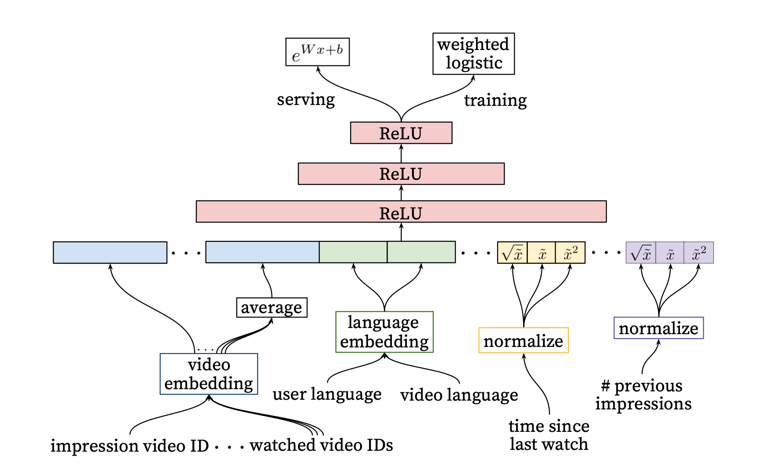 e^{Wx+b}
weighted
logistic
serving
training
ReLU
ReLU
ReLU
. . .
. . .
√x̃ x̃ x̃²
. . .
√x̃ x̃ x̃²
average
language
embedding
normalize
normalize
. . .
video
embedding
user language
video language
# previous
impressions
time since
last watch
impression video ID . . . watched video IDs